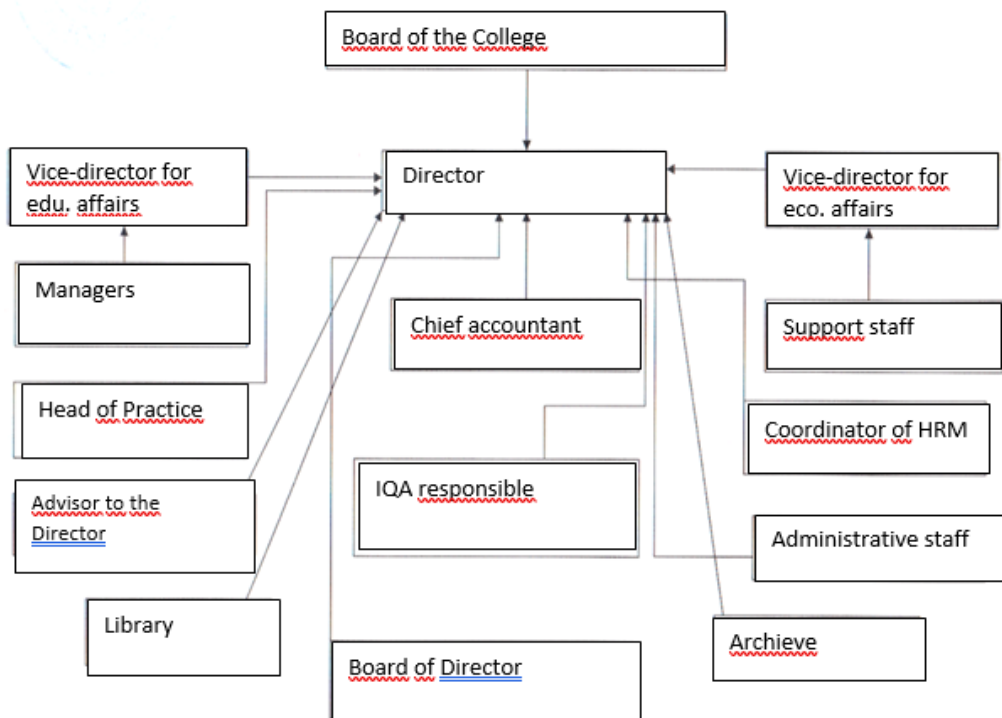 Board of the College
Vice-director for
edu. affairs
Director
Vice-director for
eco. affairs
Managers
Chief accountant
Support staff
Head of Practice
Coordinator of HRM
Advisor to the
Director
IQA responsible
Administrative staff
Library
Archieve
Board of Director